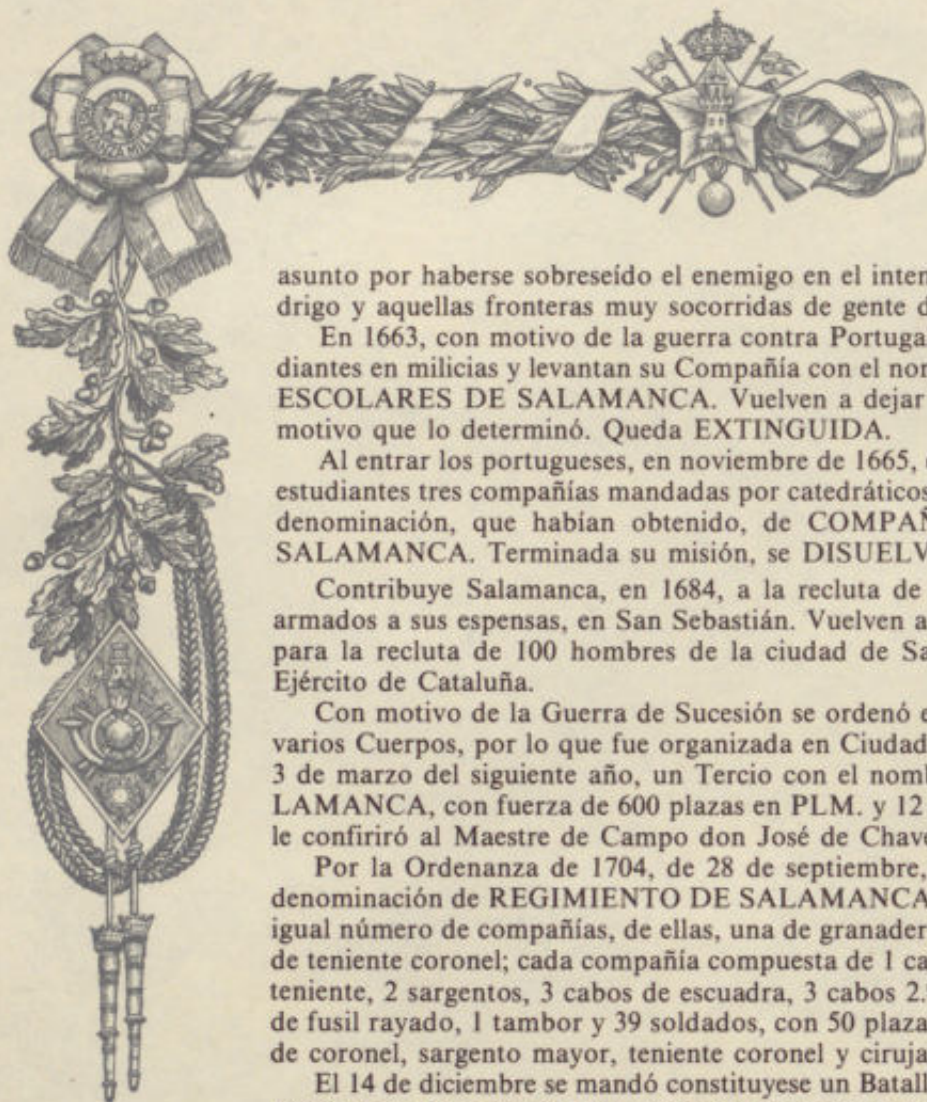 ENSEÑANZA MILITAR
asunto por haberse sobreseído el enemigo en el inten
drigo y aquellas fronteras muy socorridas de gente d
En 1663, con motivo de la guerra contra Portuga
diantes en milicias y levantan su Compañía con el nor
ESCOLARES DE SALAMANCA. Vuelven a dejar
motivo que lo determinó. Queda EXTINGUIDA.
Al entrar los portugueses, en noviembre de 1665,
estudiantes tres compañías mandadas por catedráticos
denominación, que habían obtenido, de COMPAÑ
SALAMANCA. Terminada su misión, se DISUELV
Contribuye Salamanca, en 1684, a la recluta de
armados a sus espensas, en San Sebastián. Vuelven a
para la recluta de 100 hombres de la ciudad de Sa
Ejército de Cataluña.
Con motivo de la Guerra de Sucesión se ordenó e
varios Cuerpos, por lo que fue organizada en Ciudad
3 de marzo del siguiente año, un Tercio con el nomb
LAMANCA, con fuerza de 600 plazas en PLM. y 12
le confiriró al Maestre de Campo don José de Chave
Por la Ordenanza de 1704, de 28 de septiembre,
denominación de REGIMIENTO DE SALAMANCA
igual número de compañías, de ellas, una de granader
de teniente coronel; cada compañía compuesta de 1 ca
teniente, 2 sargentos, 3 cabos de escuadra, 3 cabos 2.
de fusil rayado, 1 tambor y 39 soldados, con 50 plaza
de coronel, sargento mayor, teniente coronel y ciruja
El 14 de diciembre se mandó constituyese un Batall